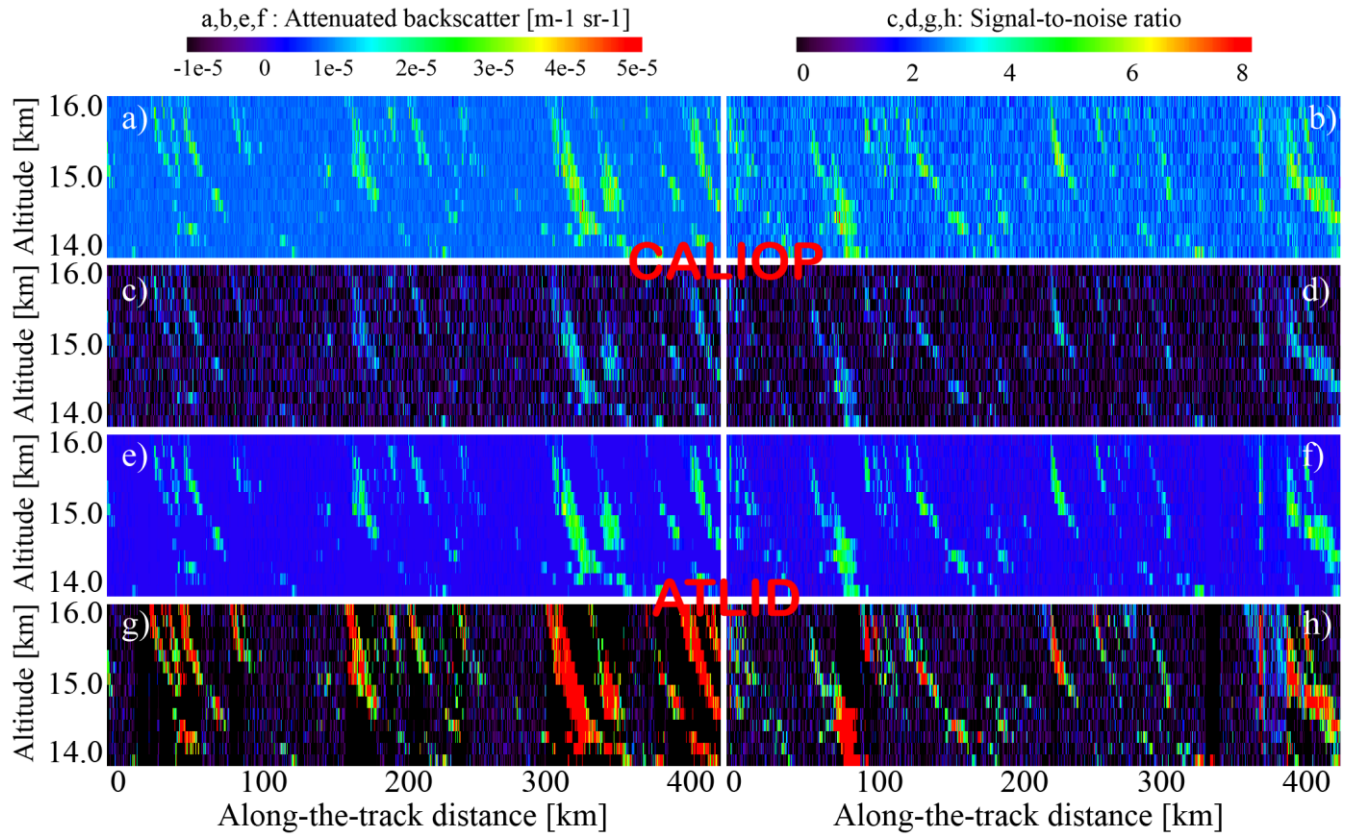 a,b,e,f : Attenuated backscatter [m-1 sr-1]
c,d,g,h: Signal-to-noise ratio
-1e-5 0 1e-5 2e-5 3e-5 4e-5 5e-5
0 2 4 6 8
Altitude [km]
16.0
15.0
14.0
a)
b)
CALIOP
Altitude [km]
16.0
15.0
14.0
c)
d)
Altitude [km]
16.0
15.0
14.0
e)
f)
ATLID
Altitude [km]
16.0
15.0
14.0
g)
h)
0 100 200 300 400
0 100 200 300 400
Along-the-track distance [km]
Along-the-track distance [km]